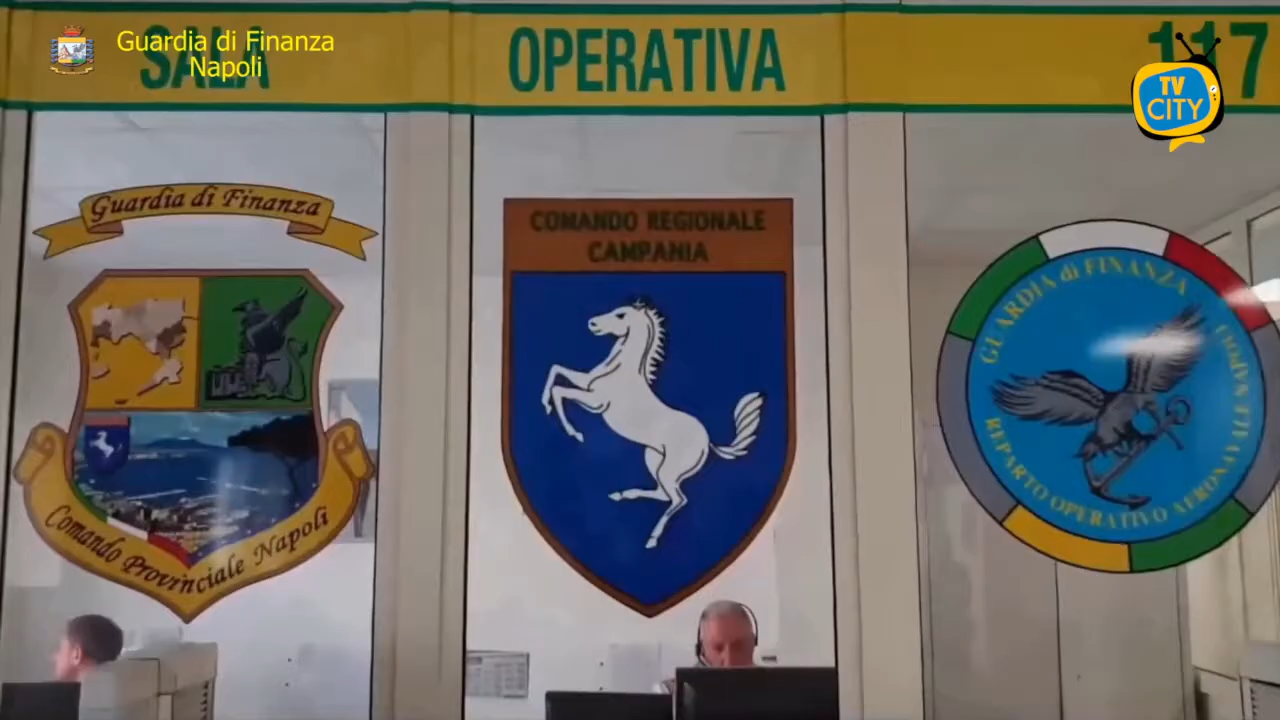 Guardia di Finanza
Napoli
SALA OPERATIVA 117
TV
CITY
Guardia di Finanza
Comando Provinciale Napoli
COMANDO REGIONALE
CAMPANIA
GUARDIA di FINANZA
REPARTO OPERATIVO AERONAVALE NAPOLI